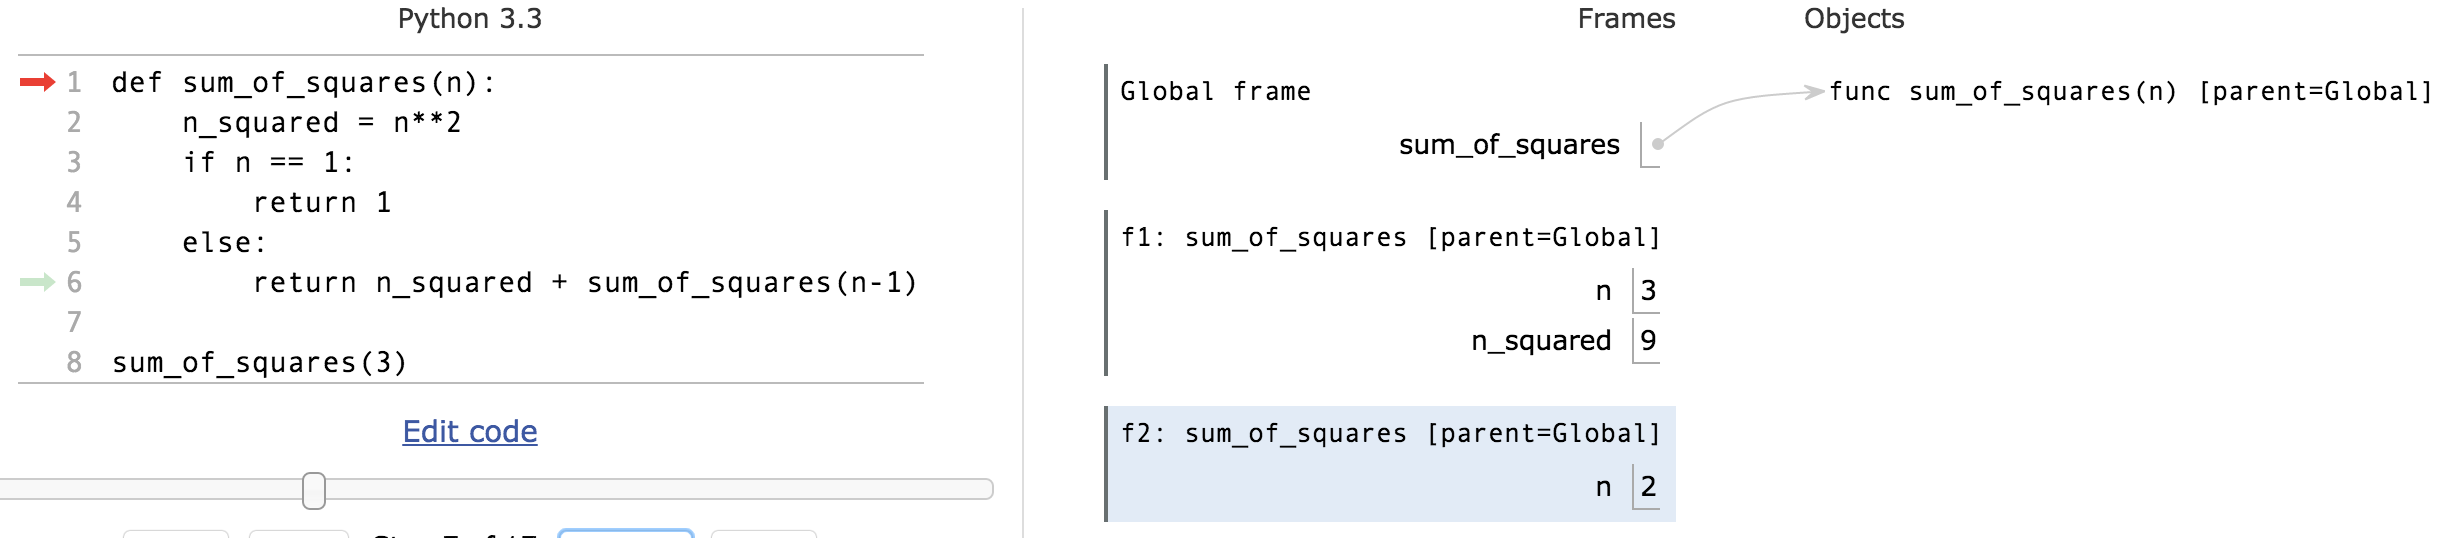 Python 3.3
1 def sum_of_squares(n):
2 n_squared = n**2
3 if n == 1:
4 return 1
5 else:
6 return n_squared + sum_of_squares(n-1)
7
8 sum_of_squares(3)
Edit code
Frames Objects
Global frame
sum_of_squares
func sum_of_squares(n) [parent=Global]
f1: sum_of_squares [parent=Global]
n 3
n_squared 9
f2: sum_of_squares [parent=Global]
n 2